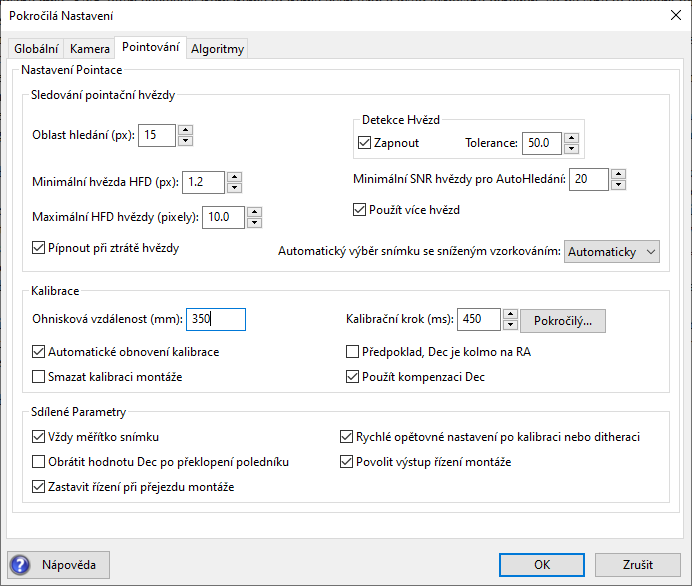 Pokročilá Nastavení
Globální Kamera Pointování Algoritmy
Nastavení Pointace
Sledování pointační hvězdy
Oblast hledání (px): 15
Detekce Hvězd
Zapnout Tolerance: 50.0
Minimální hvězda HFD (px): 1.2
Minimální SNR hvězdy pro AutoHledání: 20
Maximální HFD hvězdy (pixely): 10.0
Použít více hvězd
Pípnout při ztrátě hvězdy
Automatický výběr snímku se sníženým vzorkováním: Automaticky
Kalibrace
Ohnisková vzdálenost (mm): 350
Kalibrační krok (ms): 450 Pokročilý...
Automatické obnovení kalibrace
Předpoklad, Dec je kolmo na RA
Smazat kalibraci montáže
Použít kompenzaci Dec
Sdílené Parametry
Vždy měřítko snímku
Rychlé opětovné nastavení po kalibraci nebo ditheraci
Obrátit hodnotu Dec po překlopení poledníku
Povolit výstup řízení montáže
Zastavit řízení při přejezdu montáže
? Nápověda OK Zrušit